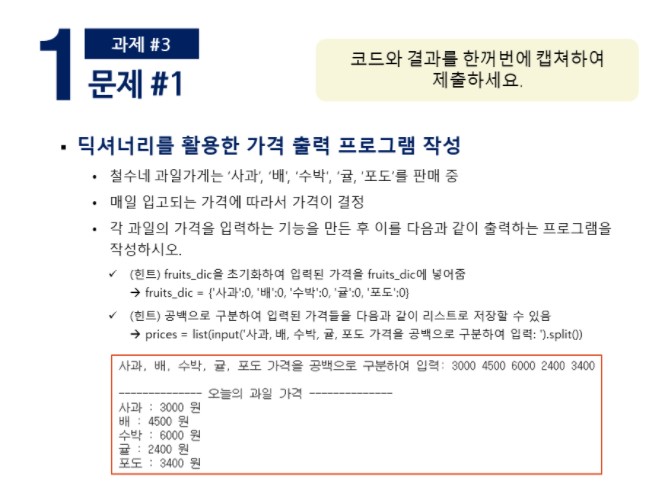 1
과제 #3
문제 #1
코드와 결과를 한꺼번에 캡쳐하여
제출하세요.
▪ 딕셔너리를 활용한 가격 출력 프로그램 작성
• 철수네 과일가게는 '사과', '배', '수박', '귤, '포도'를 판매 중
• 매일 입고되는 가격에 따라서 가격이 결정
• 각 과일의 가격을 입력하는 기능을 만든 후 이를 다음과 같이 출력하는 프로그램을
작성하시오.
✓ (힌트) fruits_dic을 초기화하여 입력된 가격을 fruits_dic에 넣어줌
→ fruits_dic = {'사과':0, '배':0, '수박':0, '귤':0, '포도':0}
✓ (힌트) 공백으로 구분하여 입력된 가격들을 다음과 같이 리스트로 저장할 수 있음
→ prices = list(input('사과, 배, 수박, 귤, 포도 가격을 공백으로 구분하여 입력: ').split())
사과, 배, 수박, 귤, 포도 가격을 공백으로 구분하여 입력: 3000 4500 6000 2400 3400
-------------- 오늘의 과일 가격 --------------
사과 : 3000 원
배 : 4500 원
수박 : 6000 원
귤 : 2400 원
포도 : 3400 원